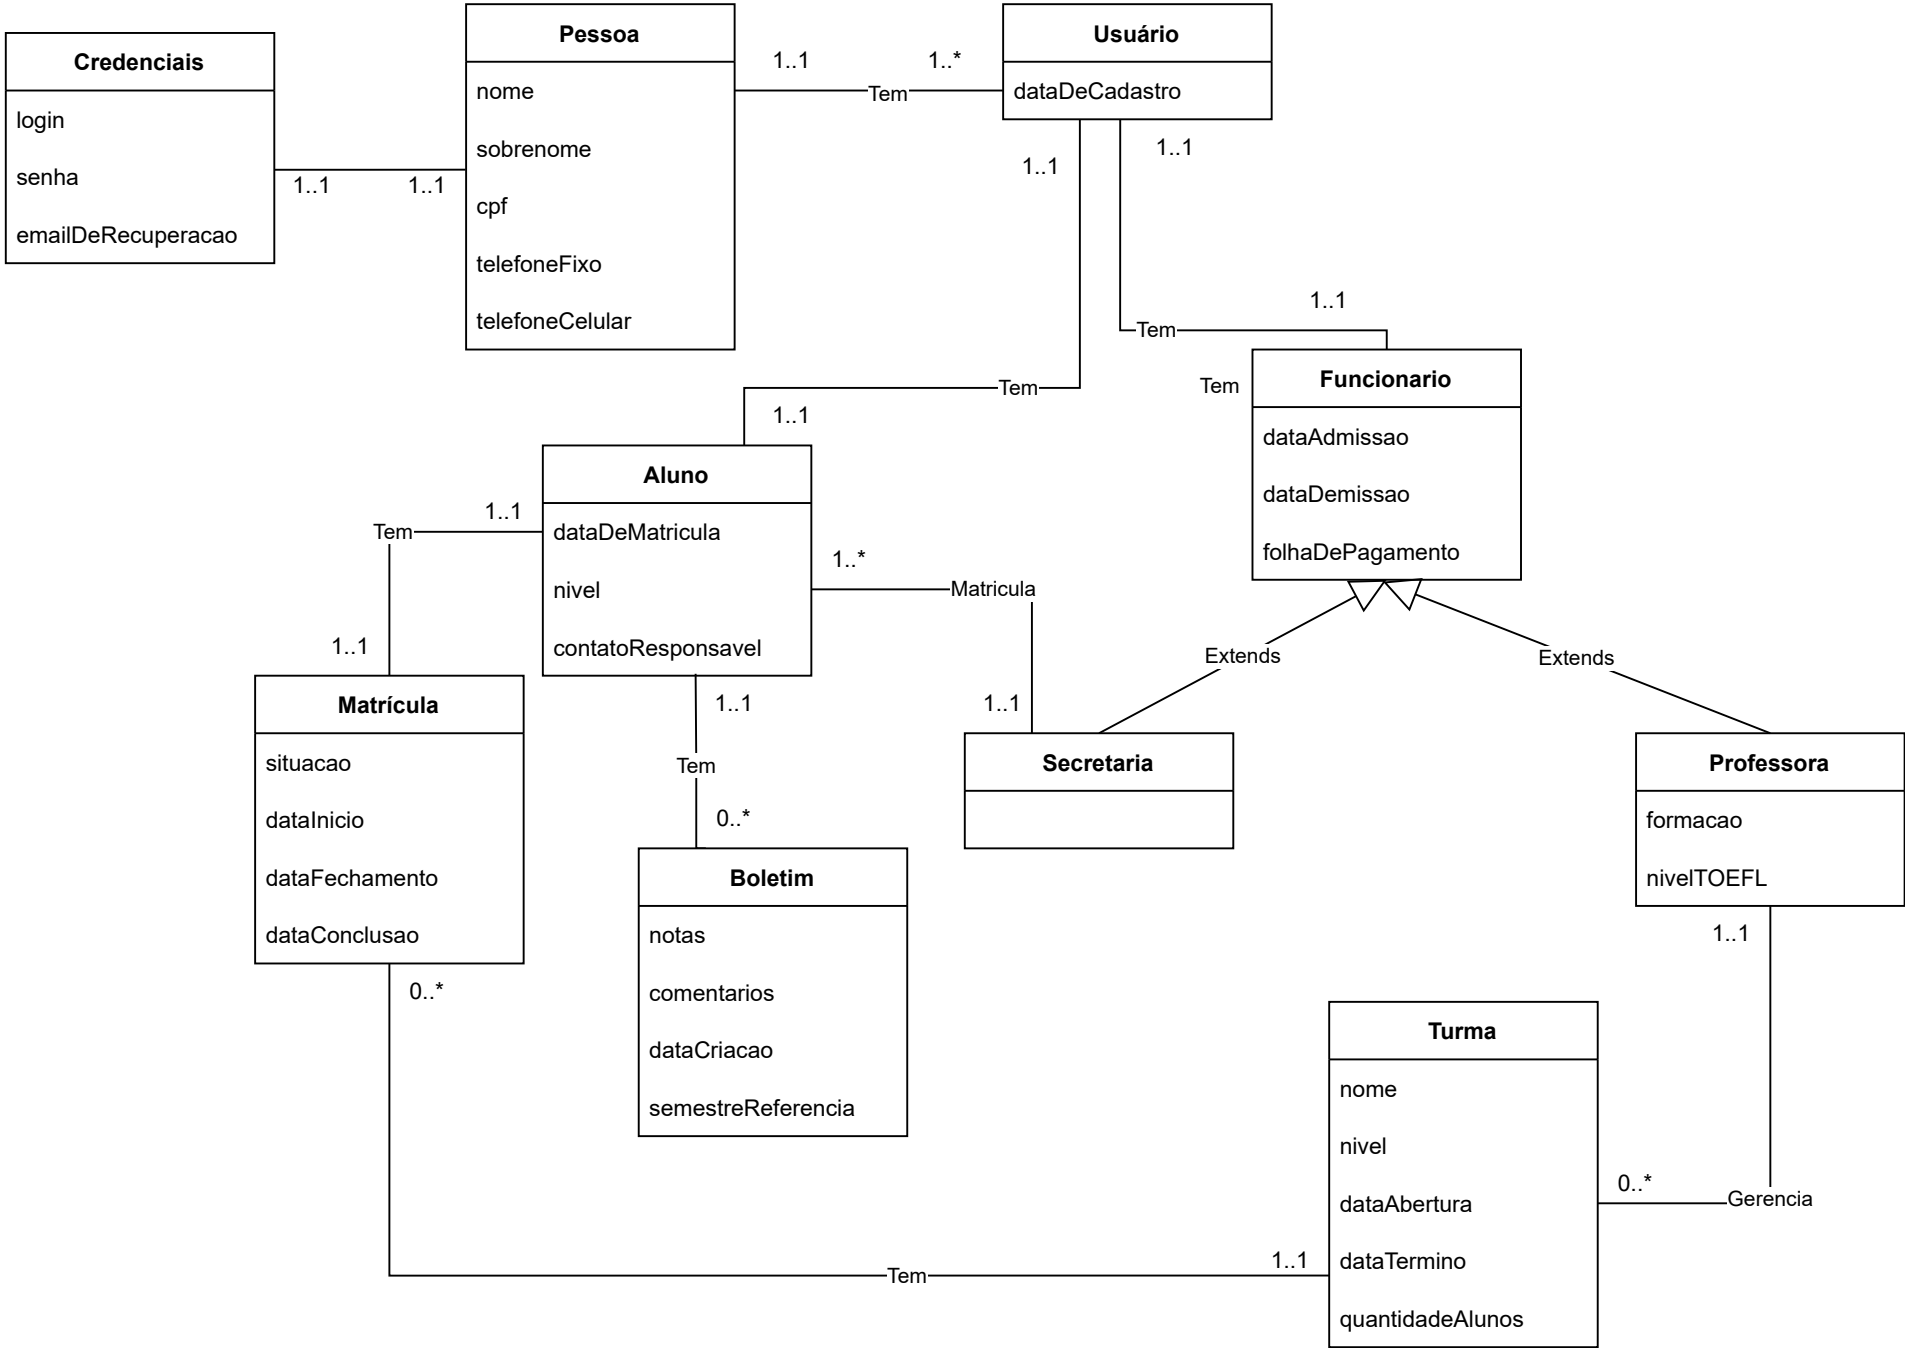 Credenciais
login
senha
emailDeRecuperacao
1..1
1..1
Pessoa
nome
sobrenome
cpf
telefoneFixo
telefoneCelular
1..1
Tem
1..*
Usuário
dataDeCadastro
1..1
1..1
Tem
1..1
Tem
1..1
Tem
Funcionario
dataAdmissao
dataDemissao
folhaDePagamento
Aluno
dataDeMatricula
nivel
contatoResponsavel
1..1
Tem
1..1
1..*
Matricula
1..1
Extends
Extends
Matrícula
situacao
dataInicio
dataFechamento
dataConclusao
0..*
1..1
Tem
0..*
Boletim
notas
comentarios
dataCriacao
semestreReferencia
Secretaria
Professora
formacao
nivelTOEFL
1..1
Gerencia
0..*
Turma
nome
nivel
dataAbertura
dataTermino
quantidadeAlunos
1..1
Tem